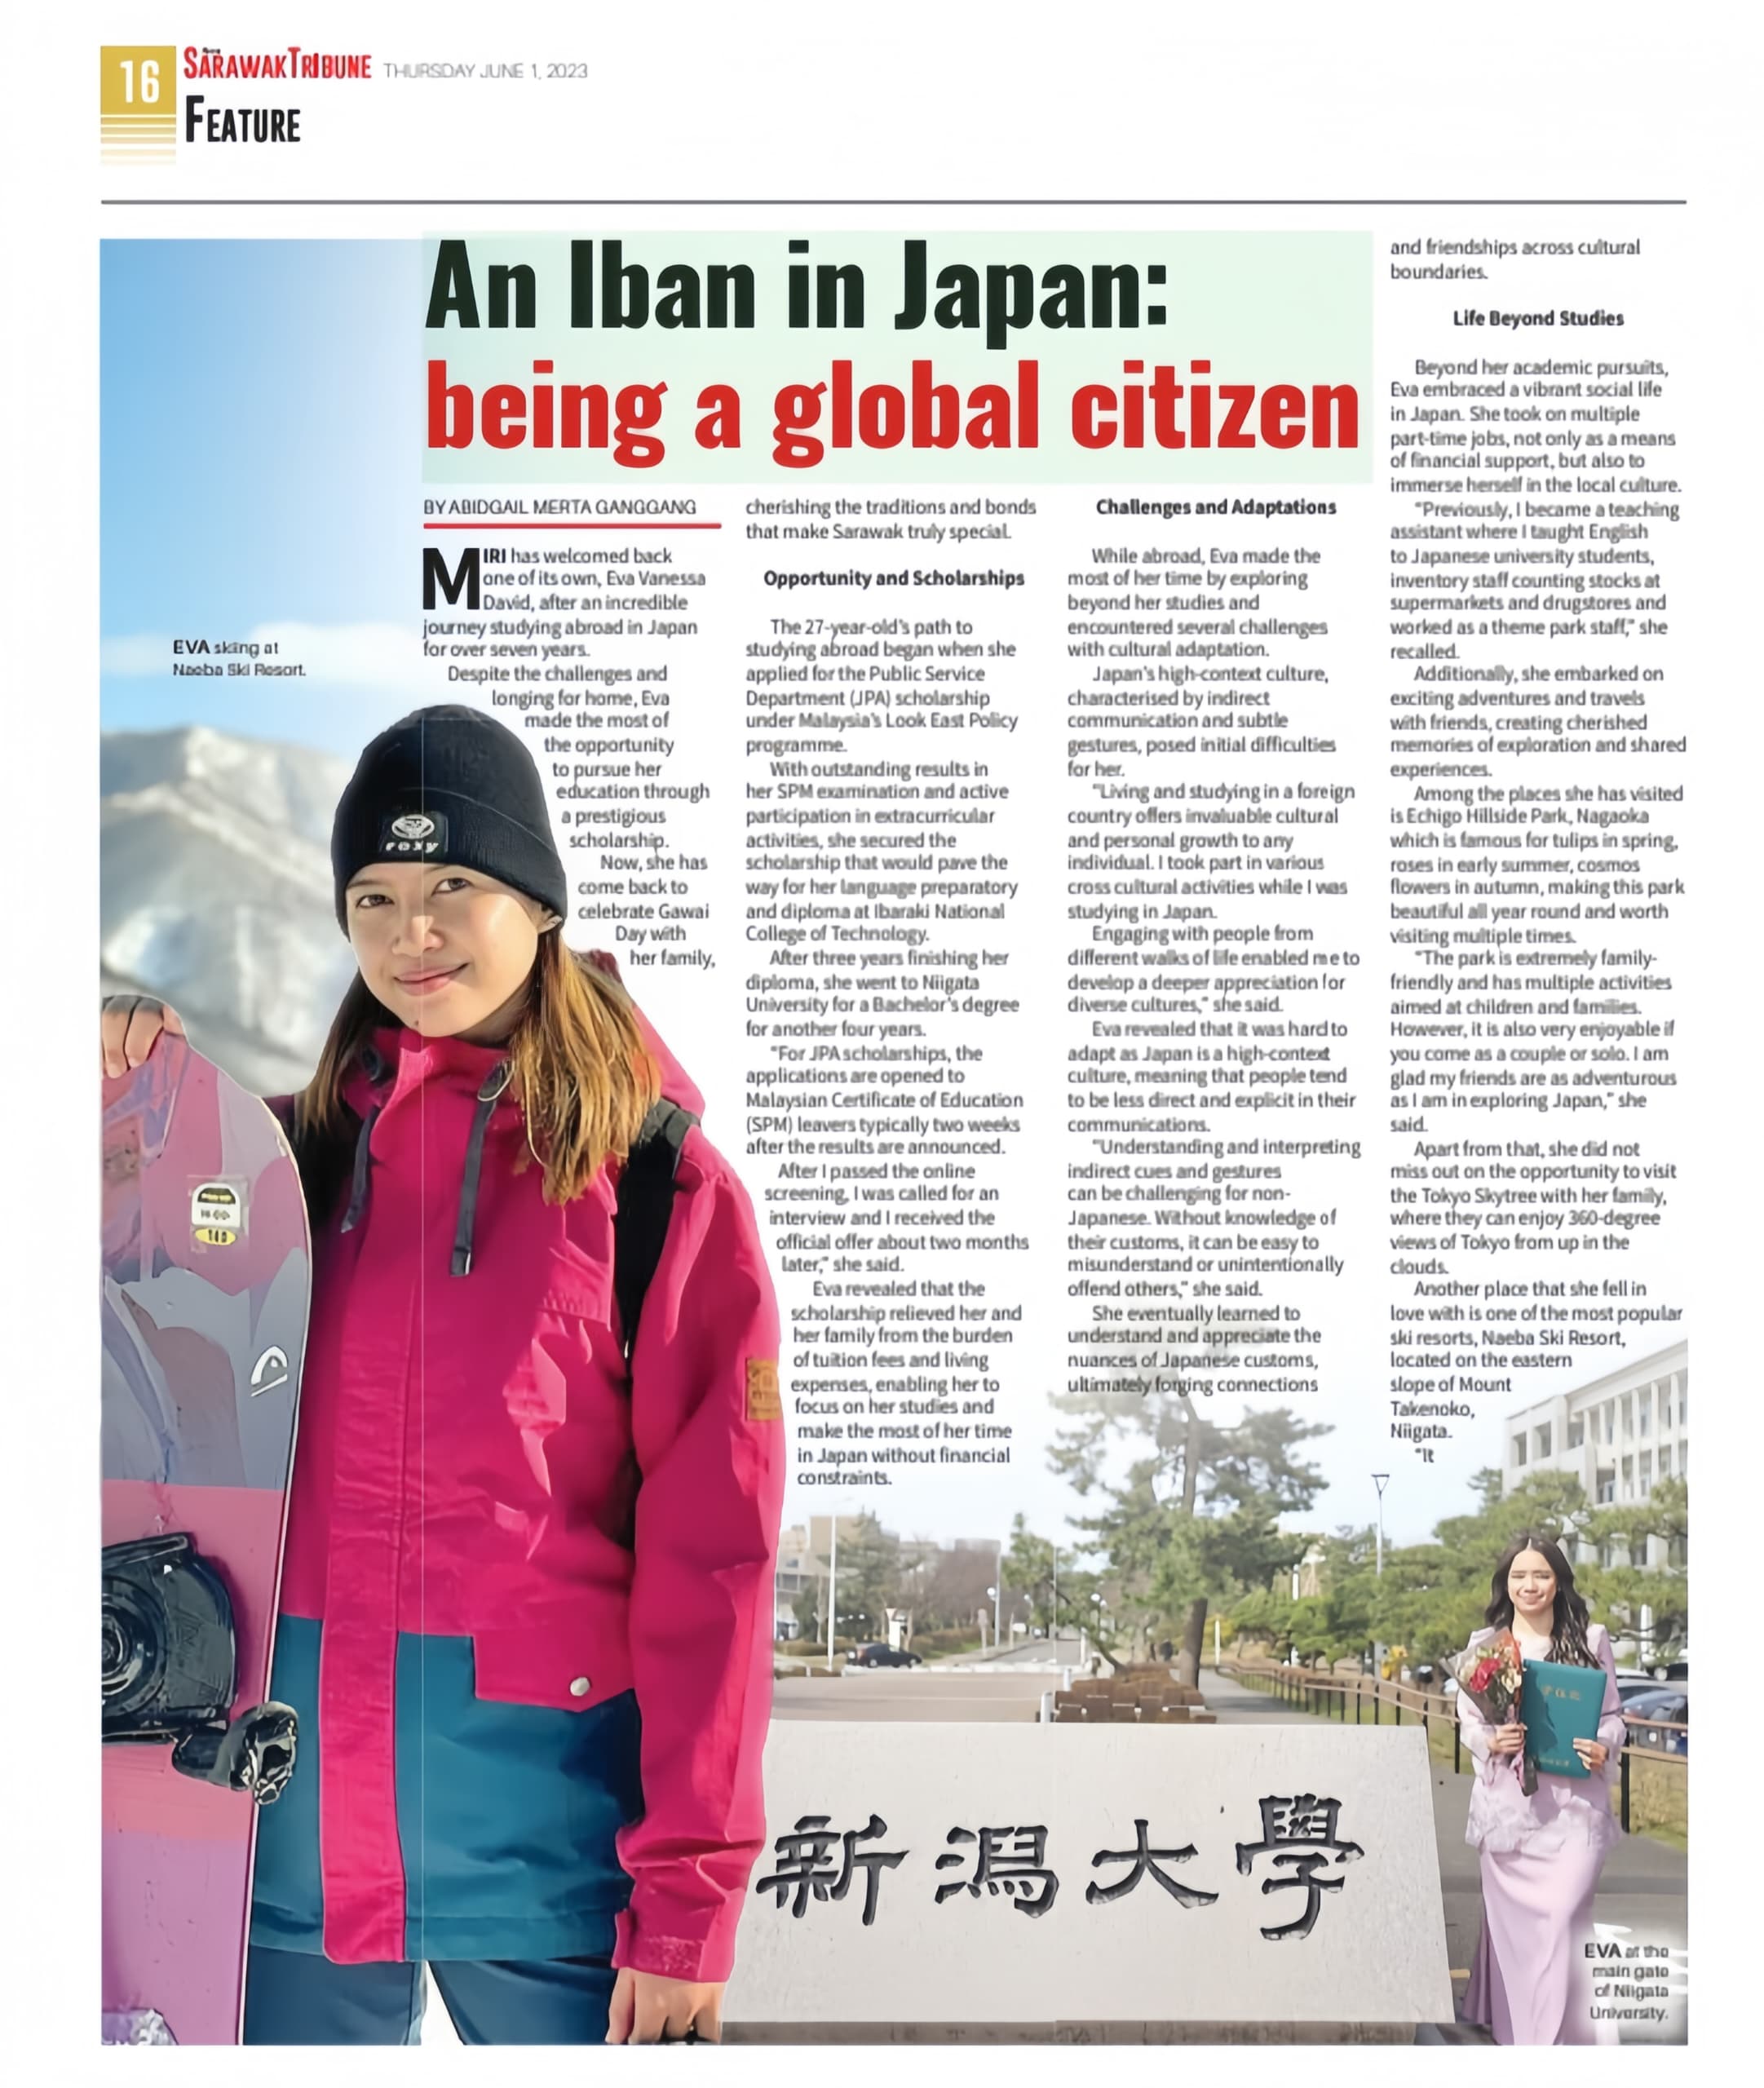 16
SARAWAKTRIBUNE THURSDAY JUNE 1, 2023
FEATURE
An Iban in Japan:
being a global citizen
BY ABIDGAIL MERTA GANGGANG
MIRI has welcomed back
one of its own, Eva Vanessa
David, after an incredible
journey studying abroad in Japan
for over seven years.
Despite the challenges and
longing for home, Eva
made the most of
the opportunity
to pursue her
education through
a prestigious
scholarship.
Now, she has
come back to
celebrate Gawai
Day with
her family,
cherishing the traditions and bonds
that make Sarawak truly special.
Opportunity and Scholarships
The 27-year-old's path to
studying abroad began when she
applied for the Public Service
Department (JPA) scholarship
under Malaysia's Look East Policy
programme.
With outstanding results in
her SPM examination and active
participation in extracurricular
activities, she secured the
scholarship that would pave the
way for her language preparatory
and diploma at Ibaraki National
College of Technology.
After three years finishing her
diploma, she went to Niigata
University for a Bachelor's degree
for another four years.
"For JPA scholarships, the
applications are opened to
Malaysian Certificate of Education
(SPM) leavers typically two weeks
after the results are announced.
After I passed the online
screening, I was called for an
interview and I received the
official offer about two months
later," she said.
Eva revealed that the
scholarship relieved her and
her family from the burden
of tuition fees and living
expenses, enabling her to
focus on her studies and
make the most of her time
in Japan without financial
constraints.
Challenges and Adaptations
While abroad, Eva made the
most of her time by exploring
beyond her studies and
encountered several challenges
with cultural adaptation.
Japan's high-context culture,
characterised by indirect
communication and subtle
gestures, posed initial difficulties
for her.
"Living and studying in a foreign
country offers invaluable cultural
and personal growth to any
individual. I took part in various
cross cultural activities while I was
studying in Japan.
Engaging with people from
different walks of life enabled me to
develop a deeper appreciation for
diverse cultures," she said.
Eva revealed that it was hard to
adapt as Japan is a high-context
culture, meaning that people tend
to be less direct and explicit in their
communications.
"Understanding and interpreting
indirect cues and gestures
can be challenging for non-
Japanese. Without knowledge of
their customs, it can be easy to
misunderstand or unintentionally
offend others," she said.
She eventually learned to
understand and appreciate the
nuances of Japanese customs,
ultimately forging connections
and friendships across cultural
boundaries.
Life Beyond Studies
Beyond her academic pursuits,
Eva embraced a vibrant social life
in Japan. She took on multiple
part-time jobs, not only as a means
of financial support, but also to
immerse herself in the local culture.
"Previously, I became a teaching
assistant where I taught English
to Japanese university students,
inventory staff counting stocks at
supermarkets and drugstores and
worked as a theme park staff," she
recalled.
Additionally, she embarked on
exciting adventures and travels
with friends, creating cherished
memories of exploration and shared
experiences.
Among the places she has visited
is Echigo Hillside Park, Nagaoka
which is famous for tulips in spring,
roses in early summer, cosmos
flowers in autumn, making this park
beautiful all year round and worth
visiting multiple times.
"The park is extremely family-
friendly and has multiple activities
aimed at children and families.
However, it is also very enjoyable if
you come as a couple or solo. I am
glad my friends are as adventurous
as I am in exploring Japan," she
said.
Apart from that, she did not
miss out on the opportunity to visit
the Tokyo Skytree with her family,
where they can enjoy 360-degree
views of Tokyo from up in the
clouds.
Another place that she fell in
love with is one of the most popular
ski resorts, Naeba Ski Resort,
located on the eastern
slope of Mount
Takenoko,
Niigata.
"It
EVA skiing at
Naeba Ski Resort.
roxy
140
新潟大學
EVA at the
main gate
of Niigata
University.